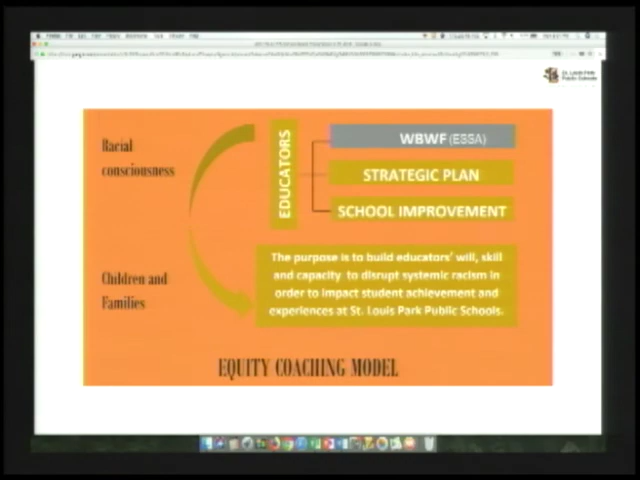 St. Louis Park
Public Schools
Racial
consciousness
EDUCATORS
WBWF (ESSA)
STRATEGIC PLAN
SCHOOL IMPROVEMENT
Children and
Families
The purpose is to build educators' will, skill
and capacity to disrupt systemic racism in
order to impact student achievement and
experiences at St. Louis Park Public Schools.
EQUITY COACHING MODEL